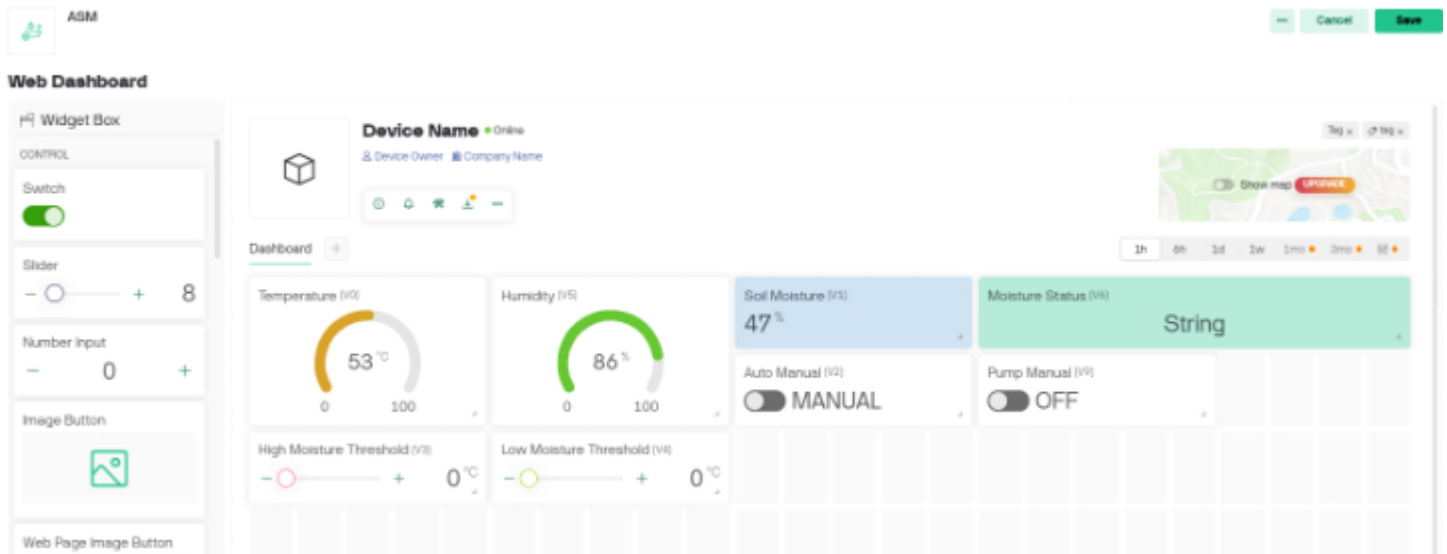 ASM
... Cancel Save
Web Dashboard
Widget Box
CONTROL
Switch
Slider
− + 8
Number Input
− 0 +
Image Button
Web Page Image Button
Device Name Online
Device Owner Company Name
Tag × tag ×
Show map UPGRADE
Dashboard +
1h 6h 1d 1w 1mo 3mo
Temperature (V0)
53 °C
0 100
Humidity (V5)
86 %
0 100
Soil Moisture (V1)
47 %
Moisture Status (V6)
String
Auto Manual (V2)
MANUAL
Pump Manual (V9)
OFF
High Moisture Threshold (V3)
− + 0 °C
Low Moisture Threshold (V4)
− + 0 °C